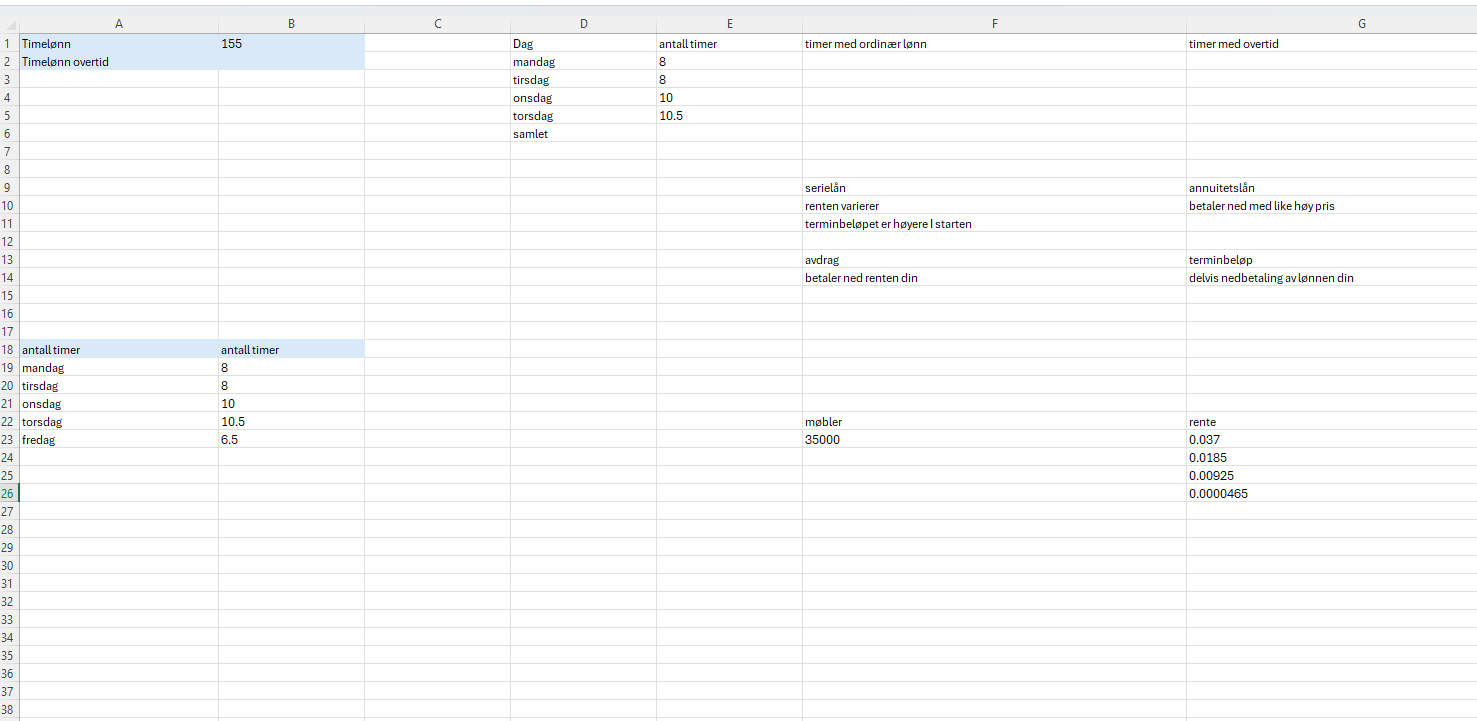 A B C D E F G
1 Timelønn 155 Dag antall timer timer med ordinær lønn timer med overtid
2 Timelønn overtid mandag 8
3 tirsdag 8
4 onsdag 10
5 torsdag 10.5
6 samlet
7
8
9 serielån annuitetslån
10 renten varierer betaler ned med like høy pris
11 terminbeløpet er høyere I starten
12
13 avdrag terminbeløp
14 betaler ned renten din delvis nedbetaling av lønnen din
15
16
17
18 antall timer antall timer
19 mandag 8
20 tirsdag 8
21 onsdag 10
22 torsdag 10.5 møbler rente
23 fredag 6.5 35000 0.037
24 0.0185
25 0.00925
26 0.0000465
27
28
29
30
31
32
33
34
35
36
37
38